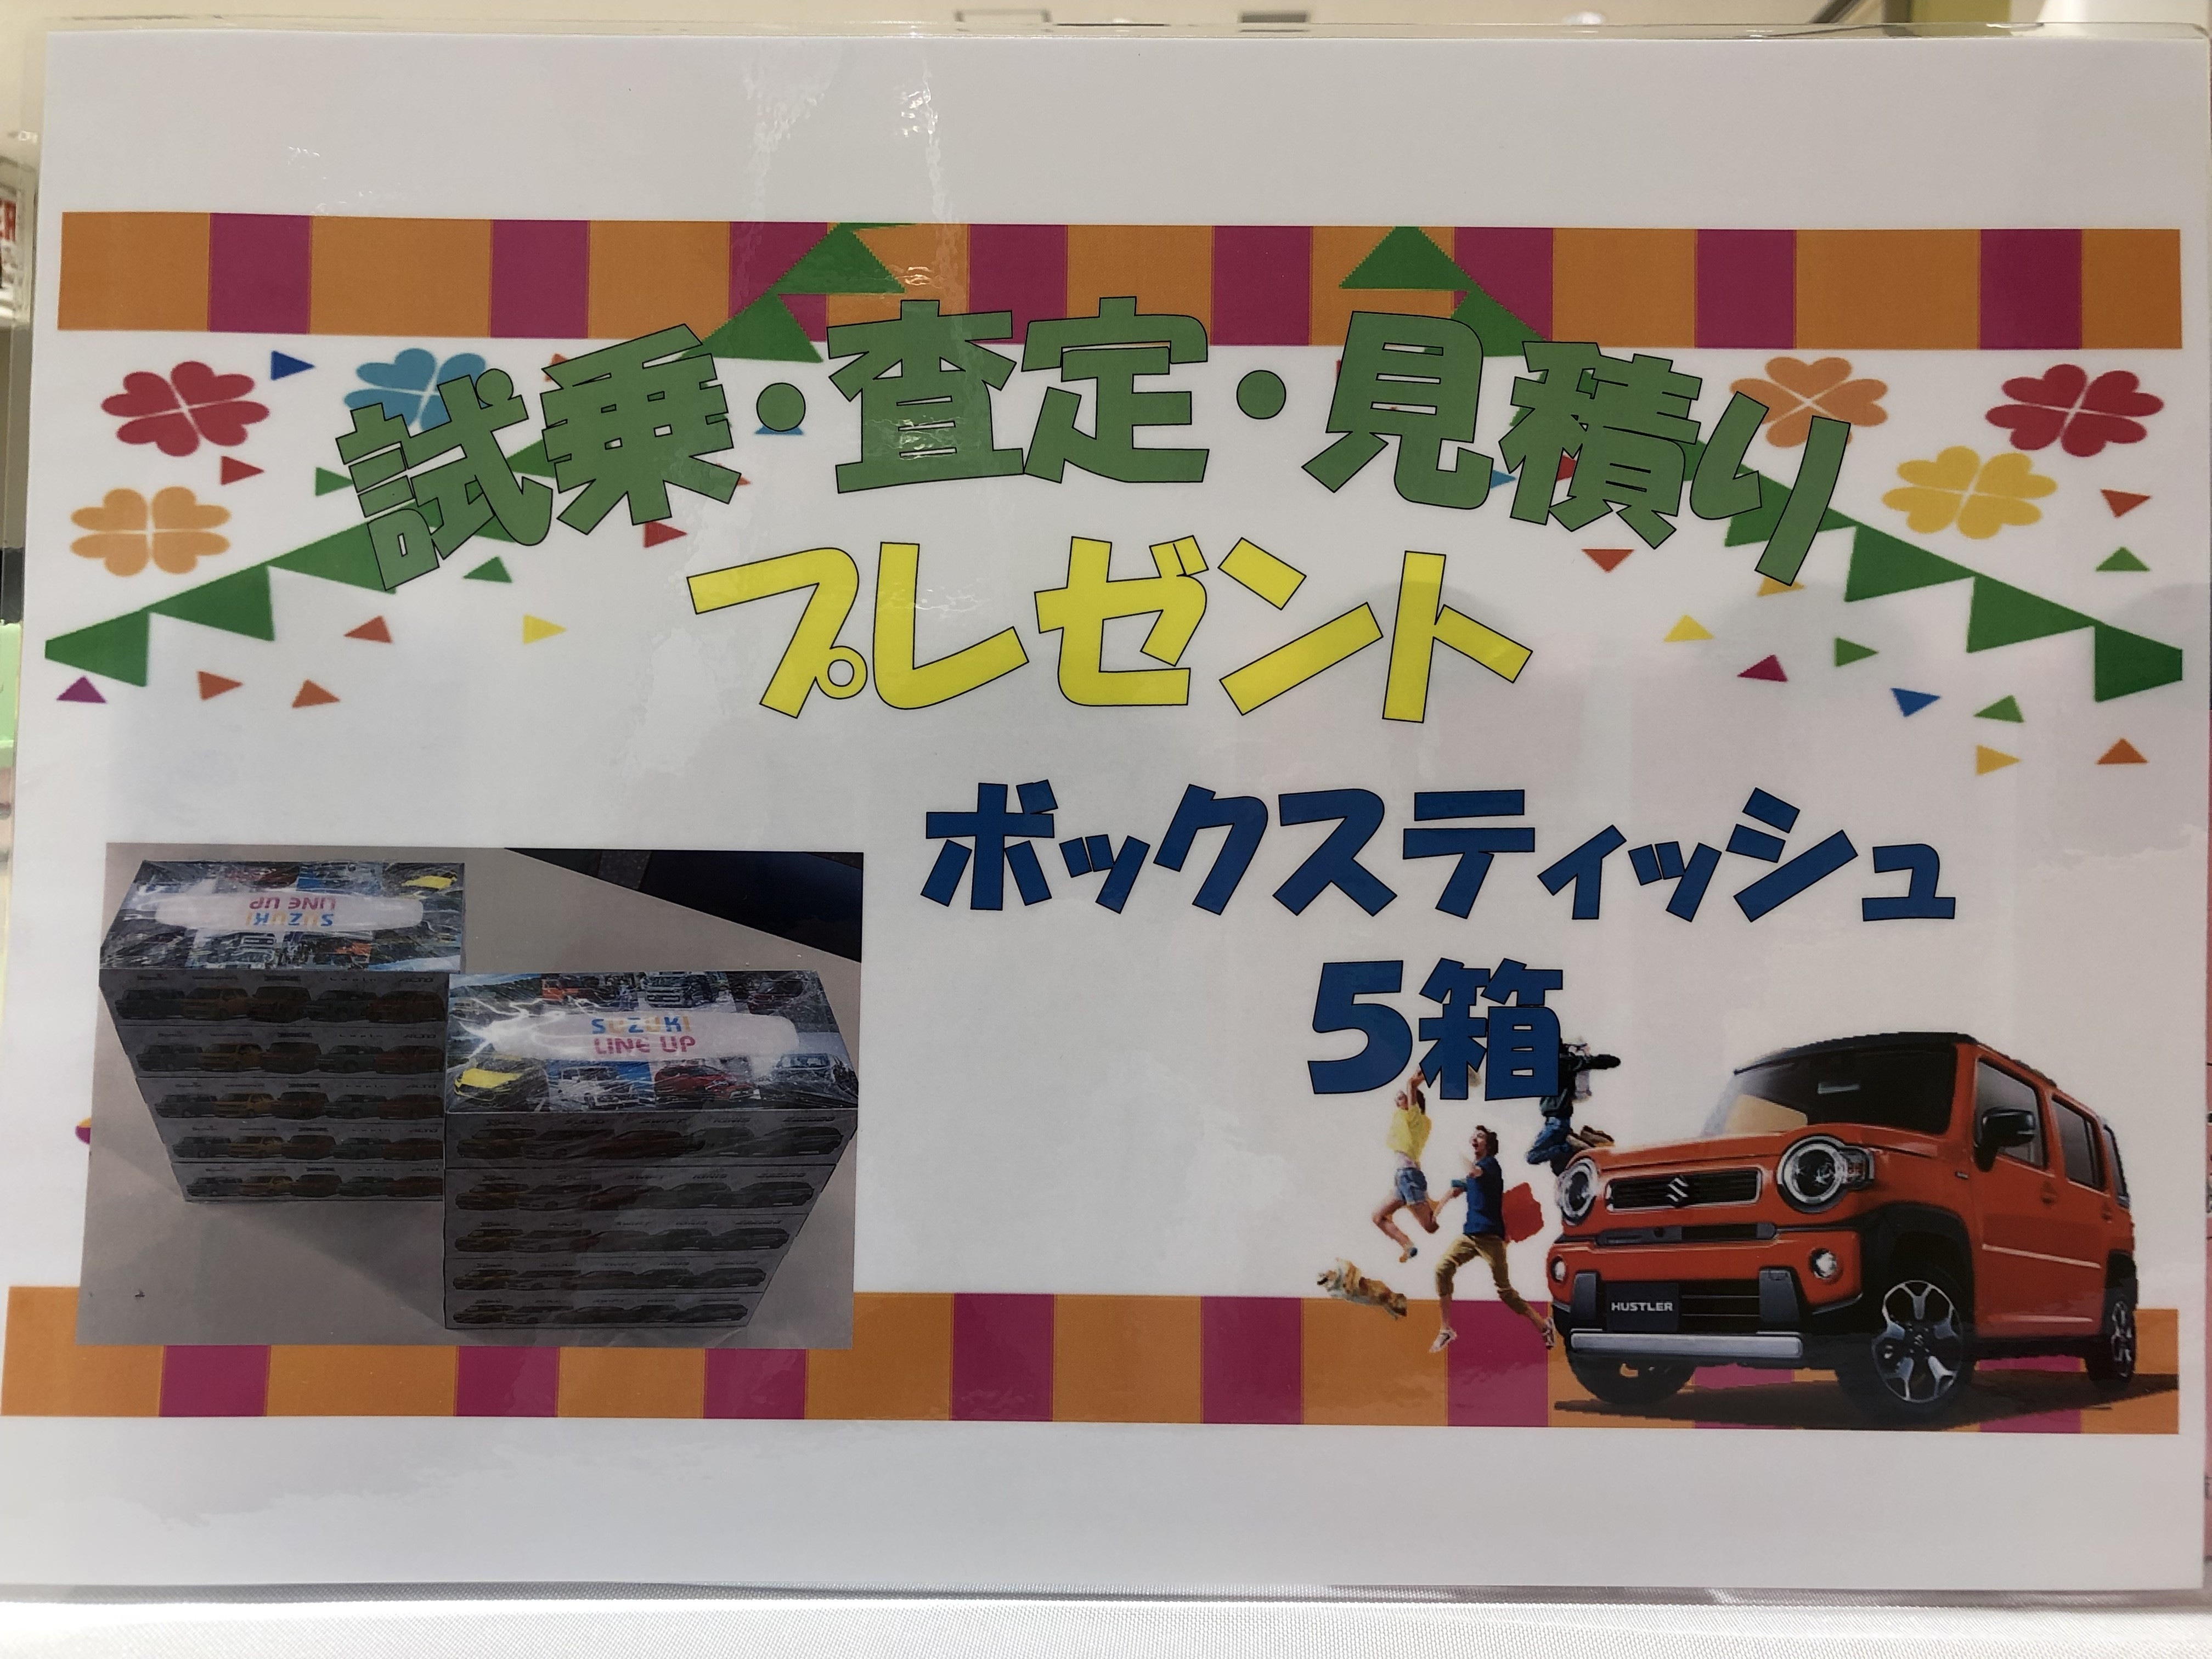 試乗・査定・見積り
プレゼント
ボックスティッシュ
5箱
SUZUKI
LINE UP
SUZUKI
LINE UP
HUSTLER